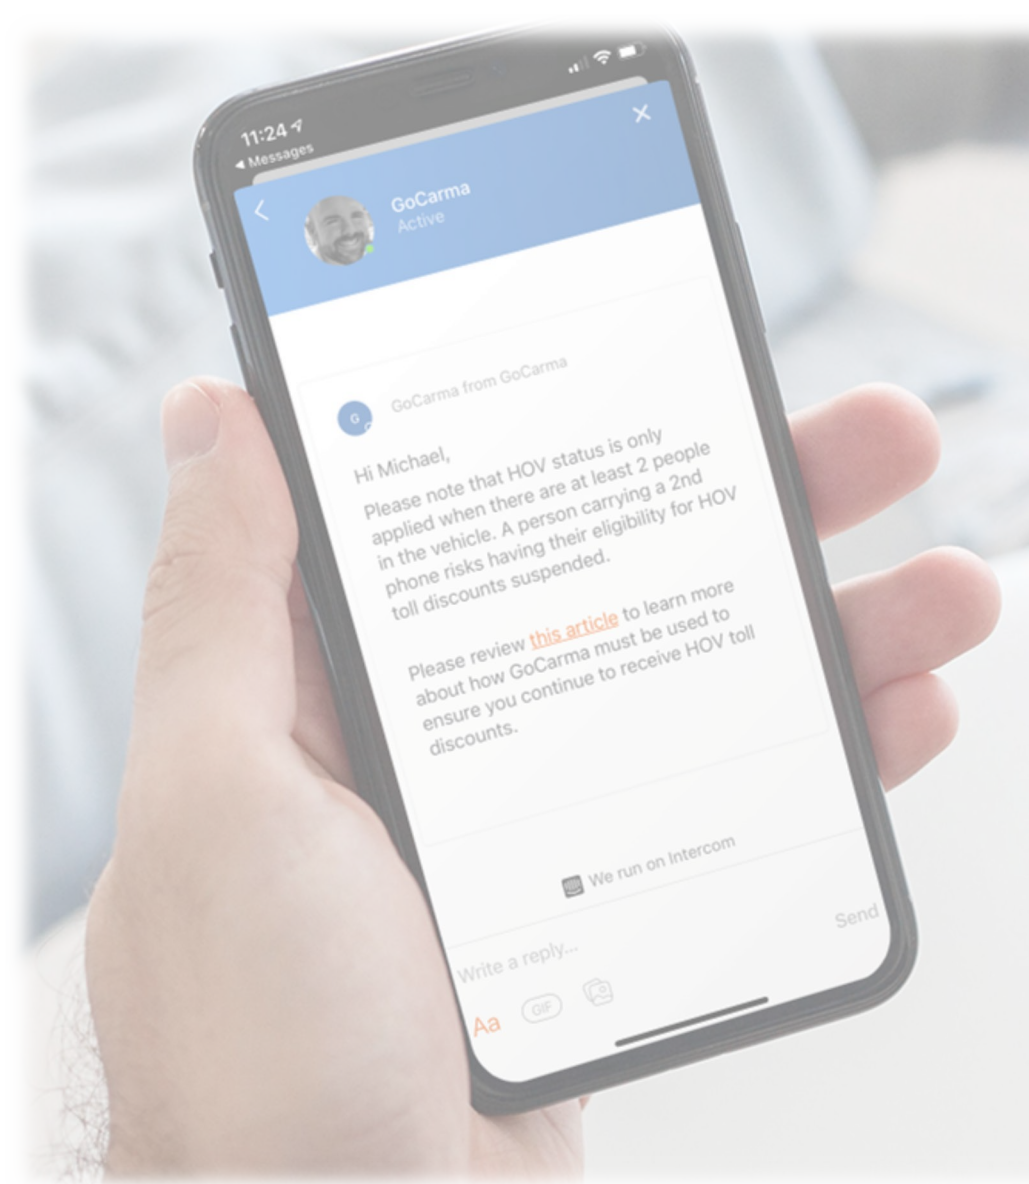 11:24
Messages
GoCarma
Active
G
GoCarma from GoCarma
Hi Michael,
Please note that HOV status is only
applied when there are at least 2 people
in the vehicle. A person carrying a 2nd
phone risks having their eligibility for HOV
toll discounts suspended.
Please review this article to learn more
about how GoCarma must be used to
ensure you continue to receive HOV toll
discounts.
We run on Intercom
Write a reply...
Send
Aa
GIF